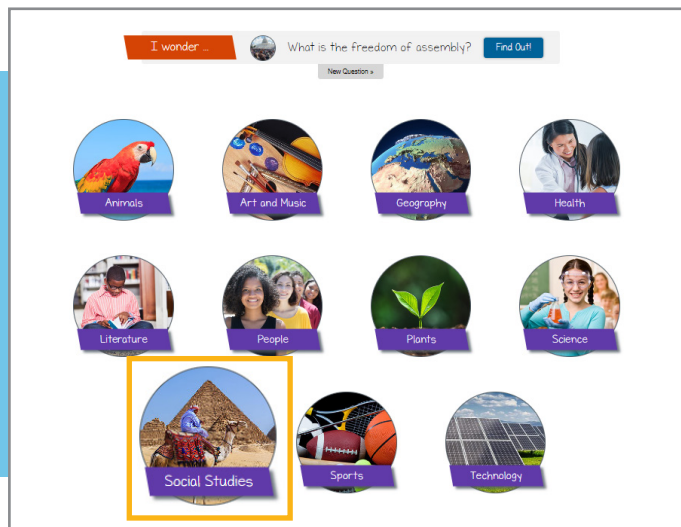 I wonder ... What is the freedom of assembly? Find Out!
New Question »
Animals Art and Music Geography Health
Literature People Plants Science
Social Studies Sports Technology